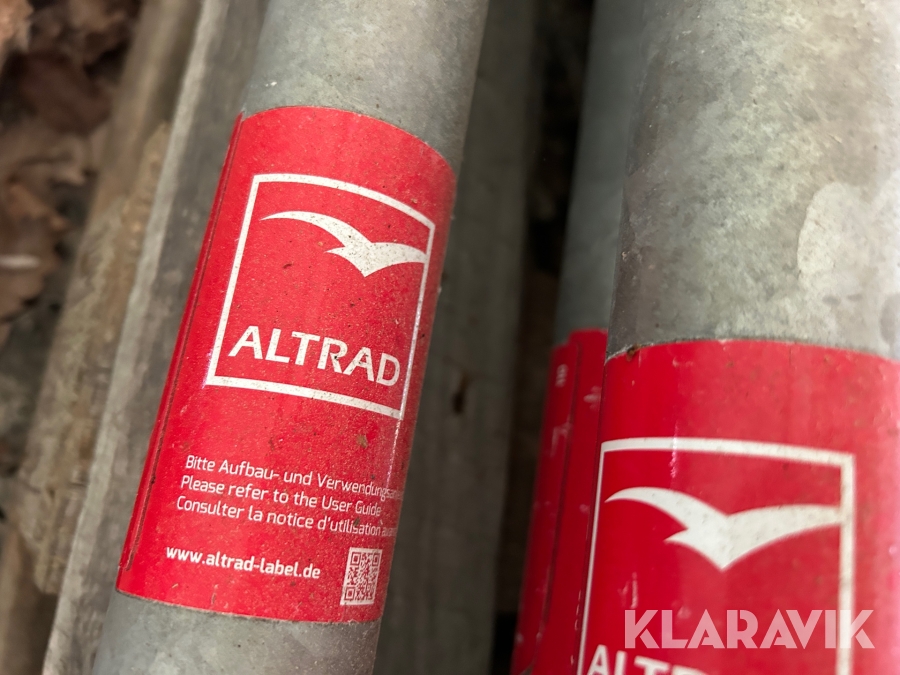 ALTRAD
Bitte Aufbau- und
Please refer to the User Guide
Consulter la notice d'utilisation
www.altrad-label.de
KLARAVIK